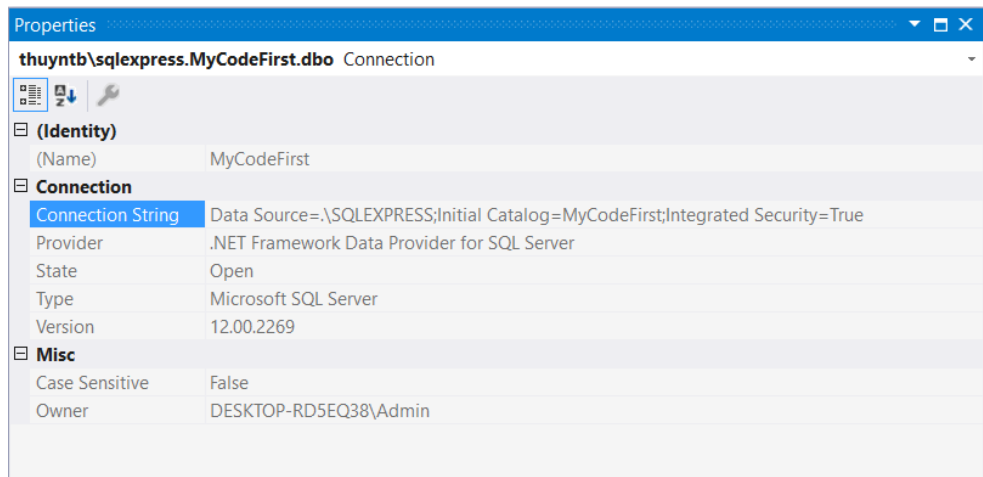 Properties
thuyntb\sqlexpress.MyCodeFirst.dbo Connection
(Identity)
(Name) MyCodeFirst
Connection
Connection String Data Source=.\SQLEXPRESS;Initial Catalog=MyCodeFirst;Integrated Security=True
Provider .NET Framework Data Provider for SQL Server
State Open
Type Microsoft SQL Server
Version 12.00.2269
Misc
Case Sensitive False
Owner DESKTOP-RD5EQ38\Admin